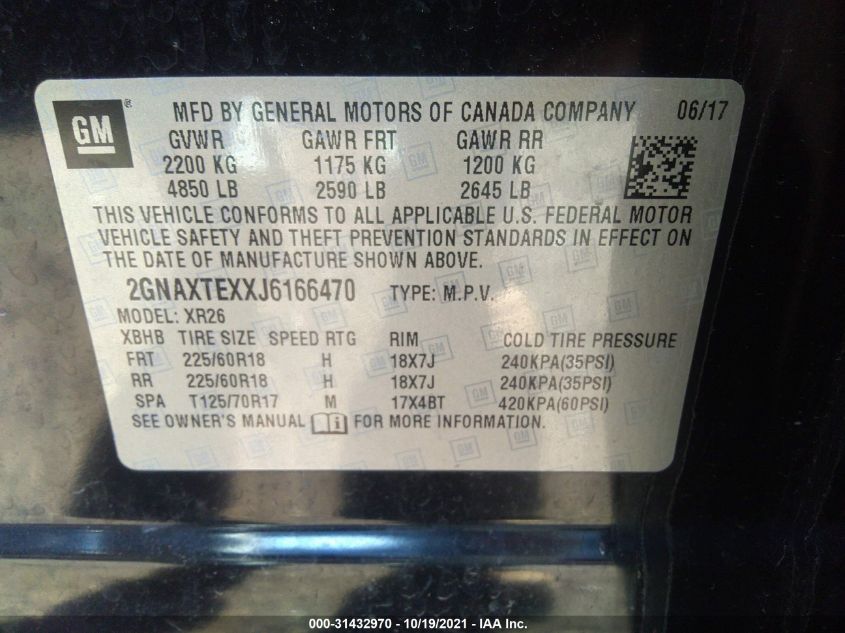 GM ® MFD BY GENERAL MOTORS OF CANADA COMPANY 06/17
GVWR GAWR FRT GAWR RR
2200 KG 1175 KG 1200 KG
4850 LB 2590 LB 2645 LB
THIS VEHICLE CONFORMS TO ALL APPLICABLE U.S. FEDERAL MOTOR
VEHICLE SAFETY AND THEFT PREVENTION STANDARDS IN EFFECT ON
THE DATE OF MANUFACTURE SHOWN ABOVE.
2GNAXTEXXJ6166470 TYPE: M.P.V.
MODEL: XR26
XBHB TIRE SIZE SPEED RTG RIM COLD TIRE PRESSURE
FRT 225/60R18 H 18X7J 240KPA(35PSI)
RR 225/60R18 H 18X7J 240KPA(35PSI)
SPA T125/70R17 M 17X4BT 420KPA(60PSI)
SEE OWNER'S MANUAL i FOR MORE INFORMATION.
000-31432970 - 10/19/2021 - IAA Inc.